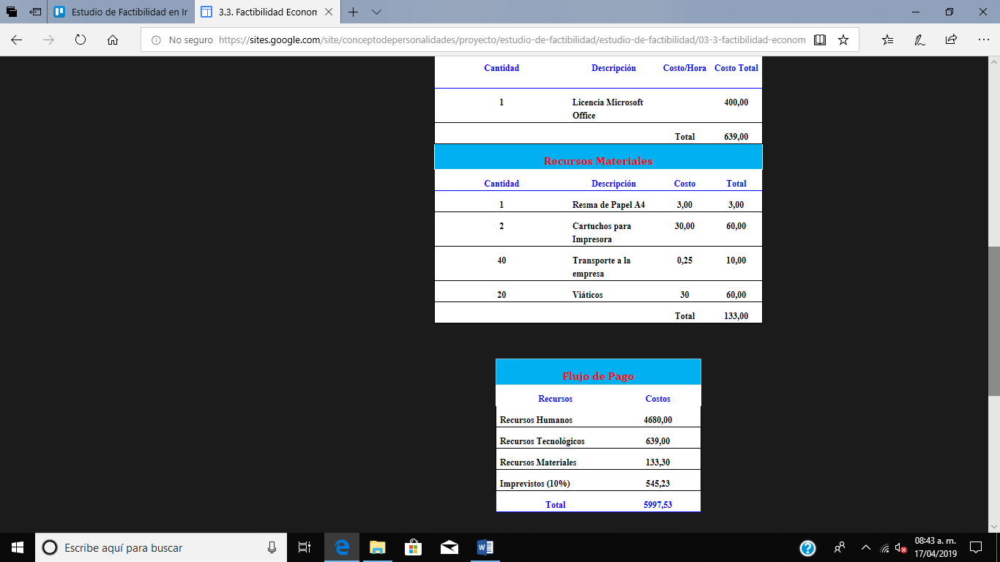 Estudio de Factibilidad en Ir
3.3. Factibilidad Econom
No seguro https://sites.google.com/site/conceptodepersonalidades/proyecto/estudio-de-factibilidad/estudio-de-factibilidad/03-3-factibilidad-econom
Cantidad Descripción Costo/Hora Costo Total
1 Licencia Microsoft 400,00
Office
Total 639,00
Recursos Materiales
Cantidad Descripción Costo Total
1 Resma de Papel A4 3,00 3,00
2 Cartuchos para 30,00 60,00
Impresora
40 Transporte a la 0,25 10,00
empresa
20 Viáticos 30 60,00
Total 133,00
Flujo de Pago
Recursos Costos
Recursos Humanos 4680,00
Recursos Tecnológicos 639,00
Recursos Materiales 133,30
Imprevistos (10%) 545,23
Total 5997,53
Escribe aquí para buscar
08:43 a. m.
17/04/2019